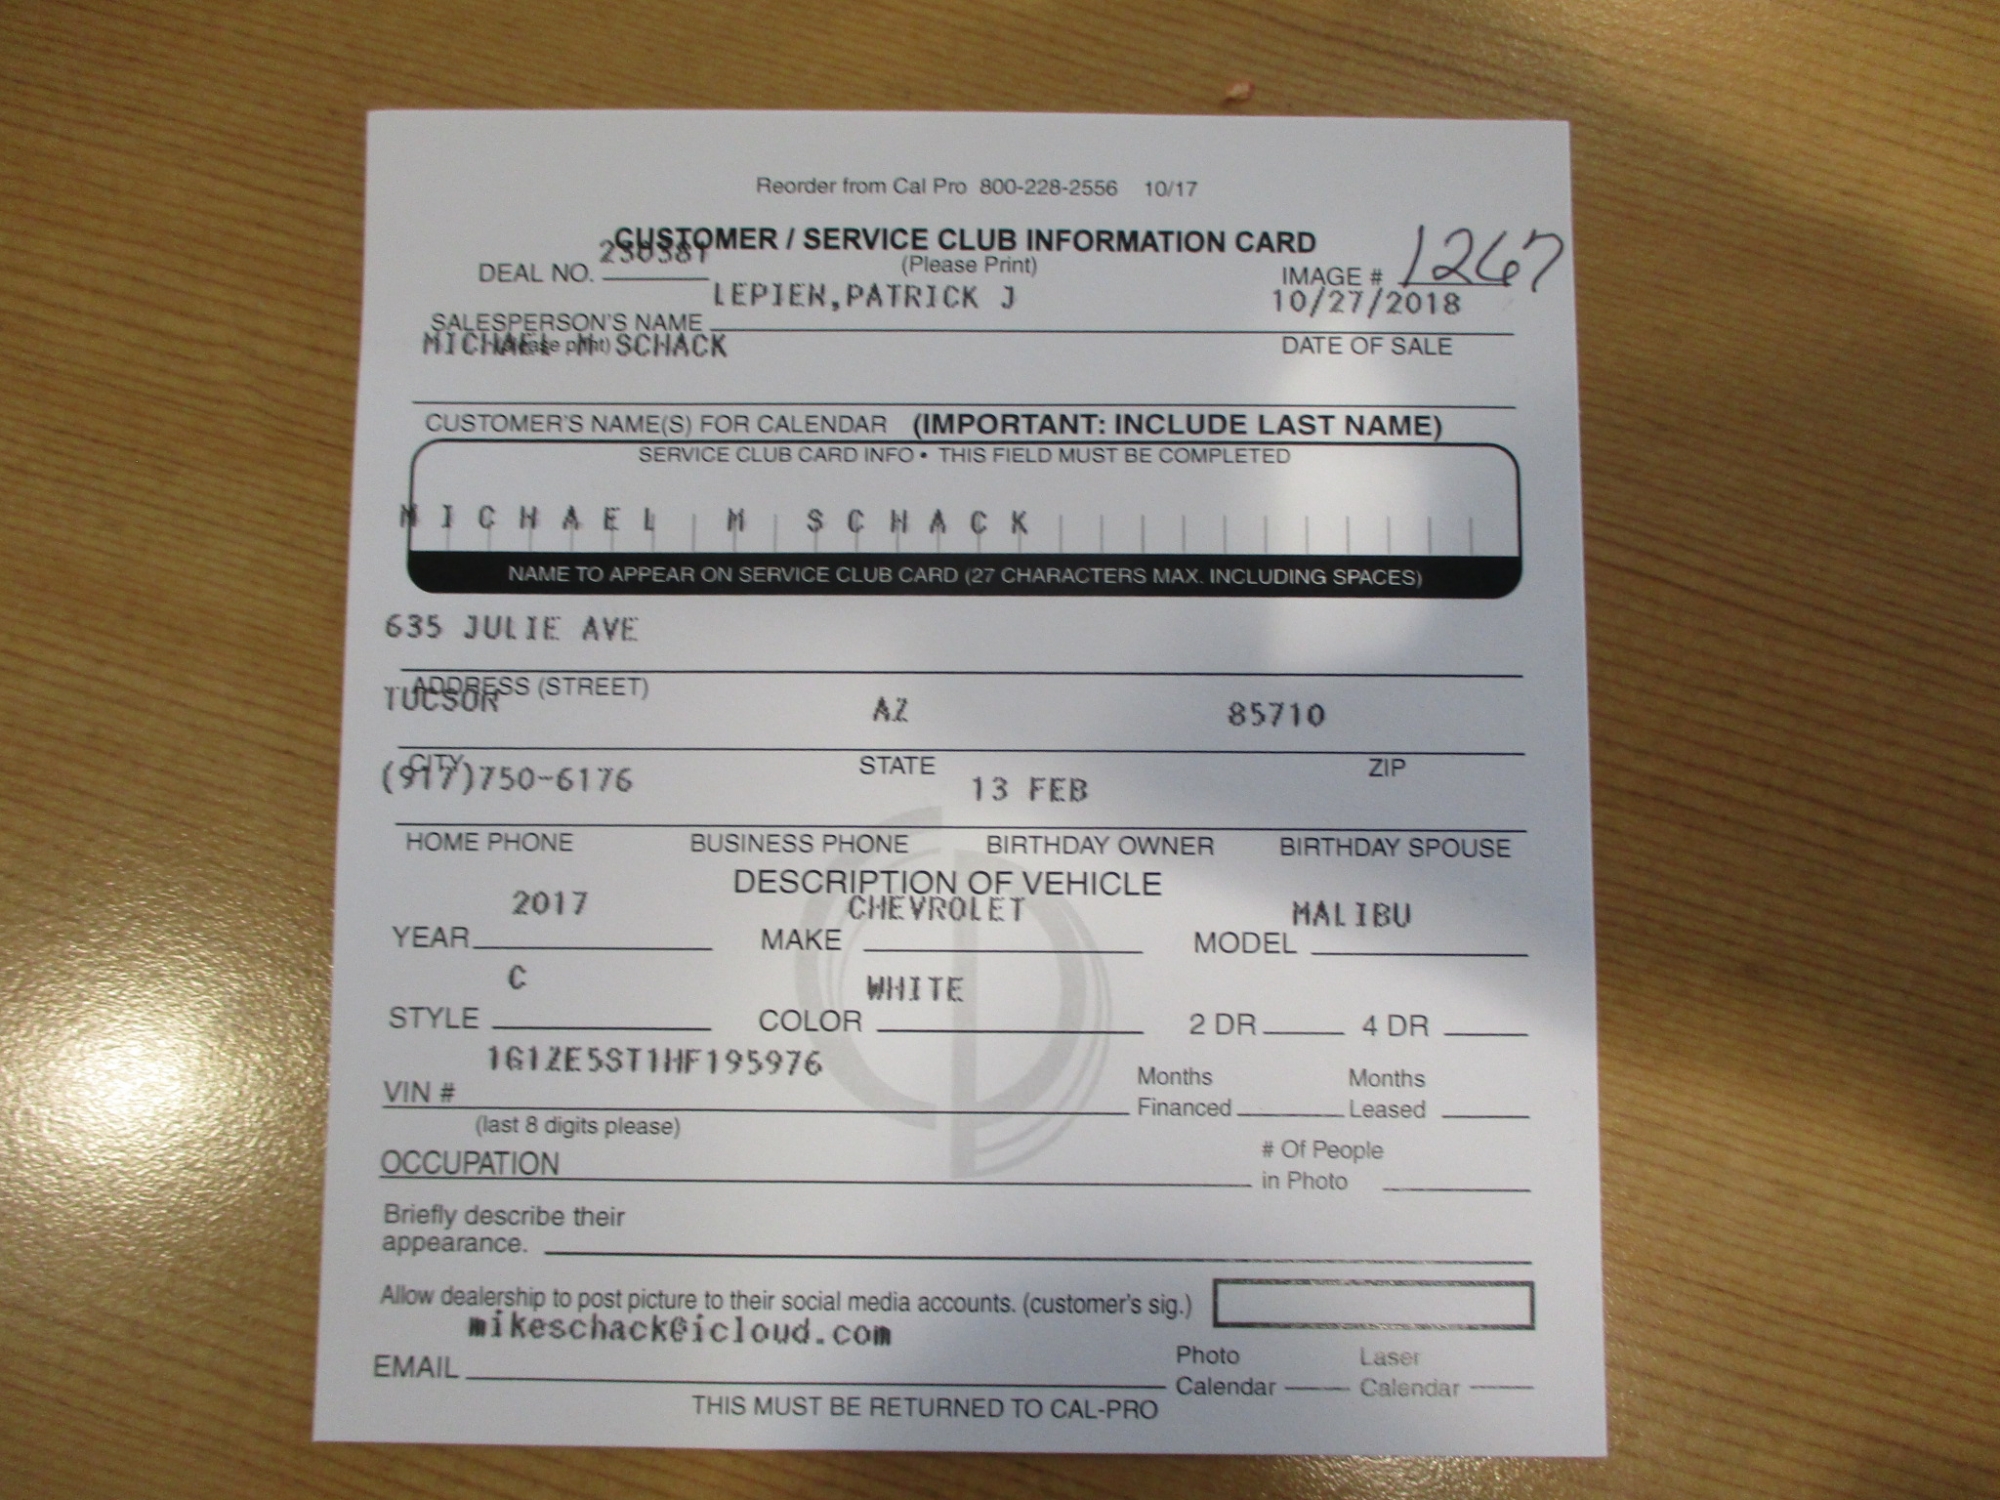 Reorder from Cal Pro 800-228-2556 10/17
CUSTOMER / SERVICE CLUB INFORMATION CARD
(Please Print)
DEAL NO. 230381
IMAGE # 1267
LEPIEN,PATRICK J 10/27/2018
SALESPERSON'S NAME
(please print)
DATE OF SALE
MICHAEL M SCHACK
CUSTOMER'S NAME(S) FOR CALENDAR (IMPORTANT: INCLUDE LAST NAME)
SERVICE CLUB CARD INFO • THIS FIELD MUST BE COMPLETED
MICHAEL M SCHACK
NAME TO APPEAR ON SERVICE CLUB CARD (27 CHARACTERS MAX. INCLUDING SPACES)
635 JULIE AVE
ADDRESS (STREET)
TUCSON AZ 85710
CITY STATE ZIP
(917)750-6176 13 FEB
HOME PHONE BUSINESS PHONE BIRTHDAY OWNER BIRTHDAY SPOUSE
DESCRIPTION OF VEHICLE
2017 CHEVROLET MALIBU
YEAR MAKE MODEL
C WHITE
STYLE COLOR 2 DR 4 DR
1G1ZE5ST1HF195976
VIN #
(last 8 digits please)
Months Financed
Months Leased
OCCUPATION
# Of People
in Photo
Briefly describe their
appearance.
Allow dealership to post picture to their social media accounts. (customer's sig.)
mikeschack@icloud.com
EMAIL
Photo Calendar
Laser Calendar
THIS MUST BE RETURNED TO CAL-PRO